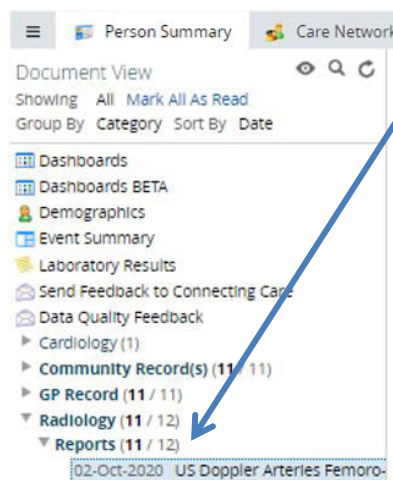 Person Summary Care Network
Document View
Showing All Mark All As Read
Group By Category Sort By Date
Dashboards
Dashboards BETA
Demographics
Event Summary
Laboratory Results
Send Feedback to Connecting Care
Data Quality Feedback
Cardiology (1)
Community Record(s) (11 / 11)
GP Record (11 / 11)
Radiology (11 / 12)
Reports (11 / 12)
02-Oct-2020 US Doppler Arteries Femoro-